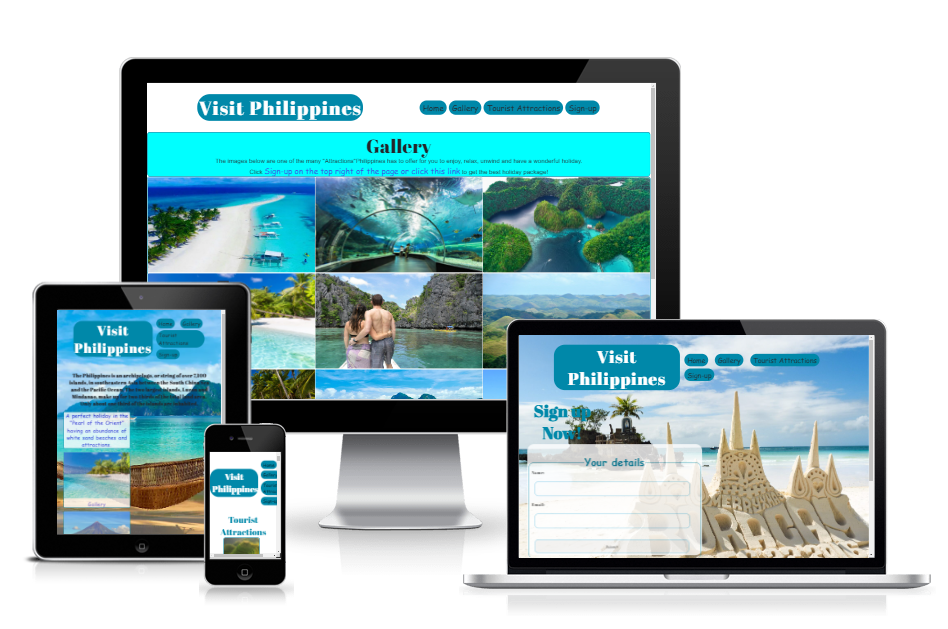 Visit Philippines
Home Gallery Tourist Attractions Sign-up
Gallery
The images below are one of the many "Attractions"Philippines has to offer for you to enjoy, relax, unwind and have a wonderful holiday.
Click Sign-up on the top right of the page or click this link to get the best holiday package!
Visit
Philippines
Home Gallery
Tourist
Attractions
Sign-up
The Philippines is an archipelago, or string of over 7,100
islands, in southeastern Asia between the South China Sea
and the Pacific Ocean. The two largest islands, Luzon and
Mindanao, make up for two-thirds of the total land area.
A perfect holiday in the
"Pearl of the Orient"
having an abundance of
white sand beaches and
attractions
Gallery
Visit
Philippines
Tourist
Attractions
Visit
Philippines
Home Gallery Tourist Attractions
Sign-up
Sign up
Now!
Your details
Name:
Email: